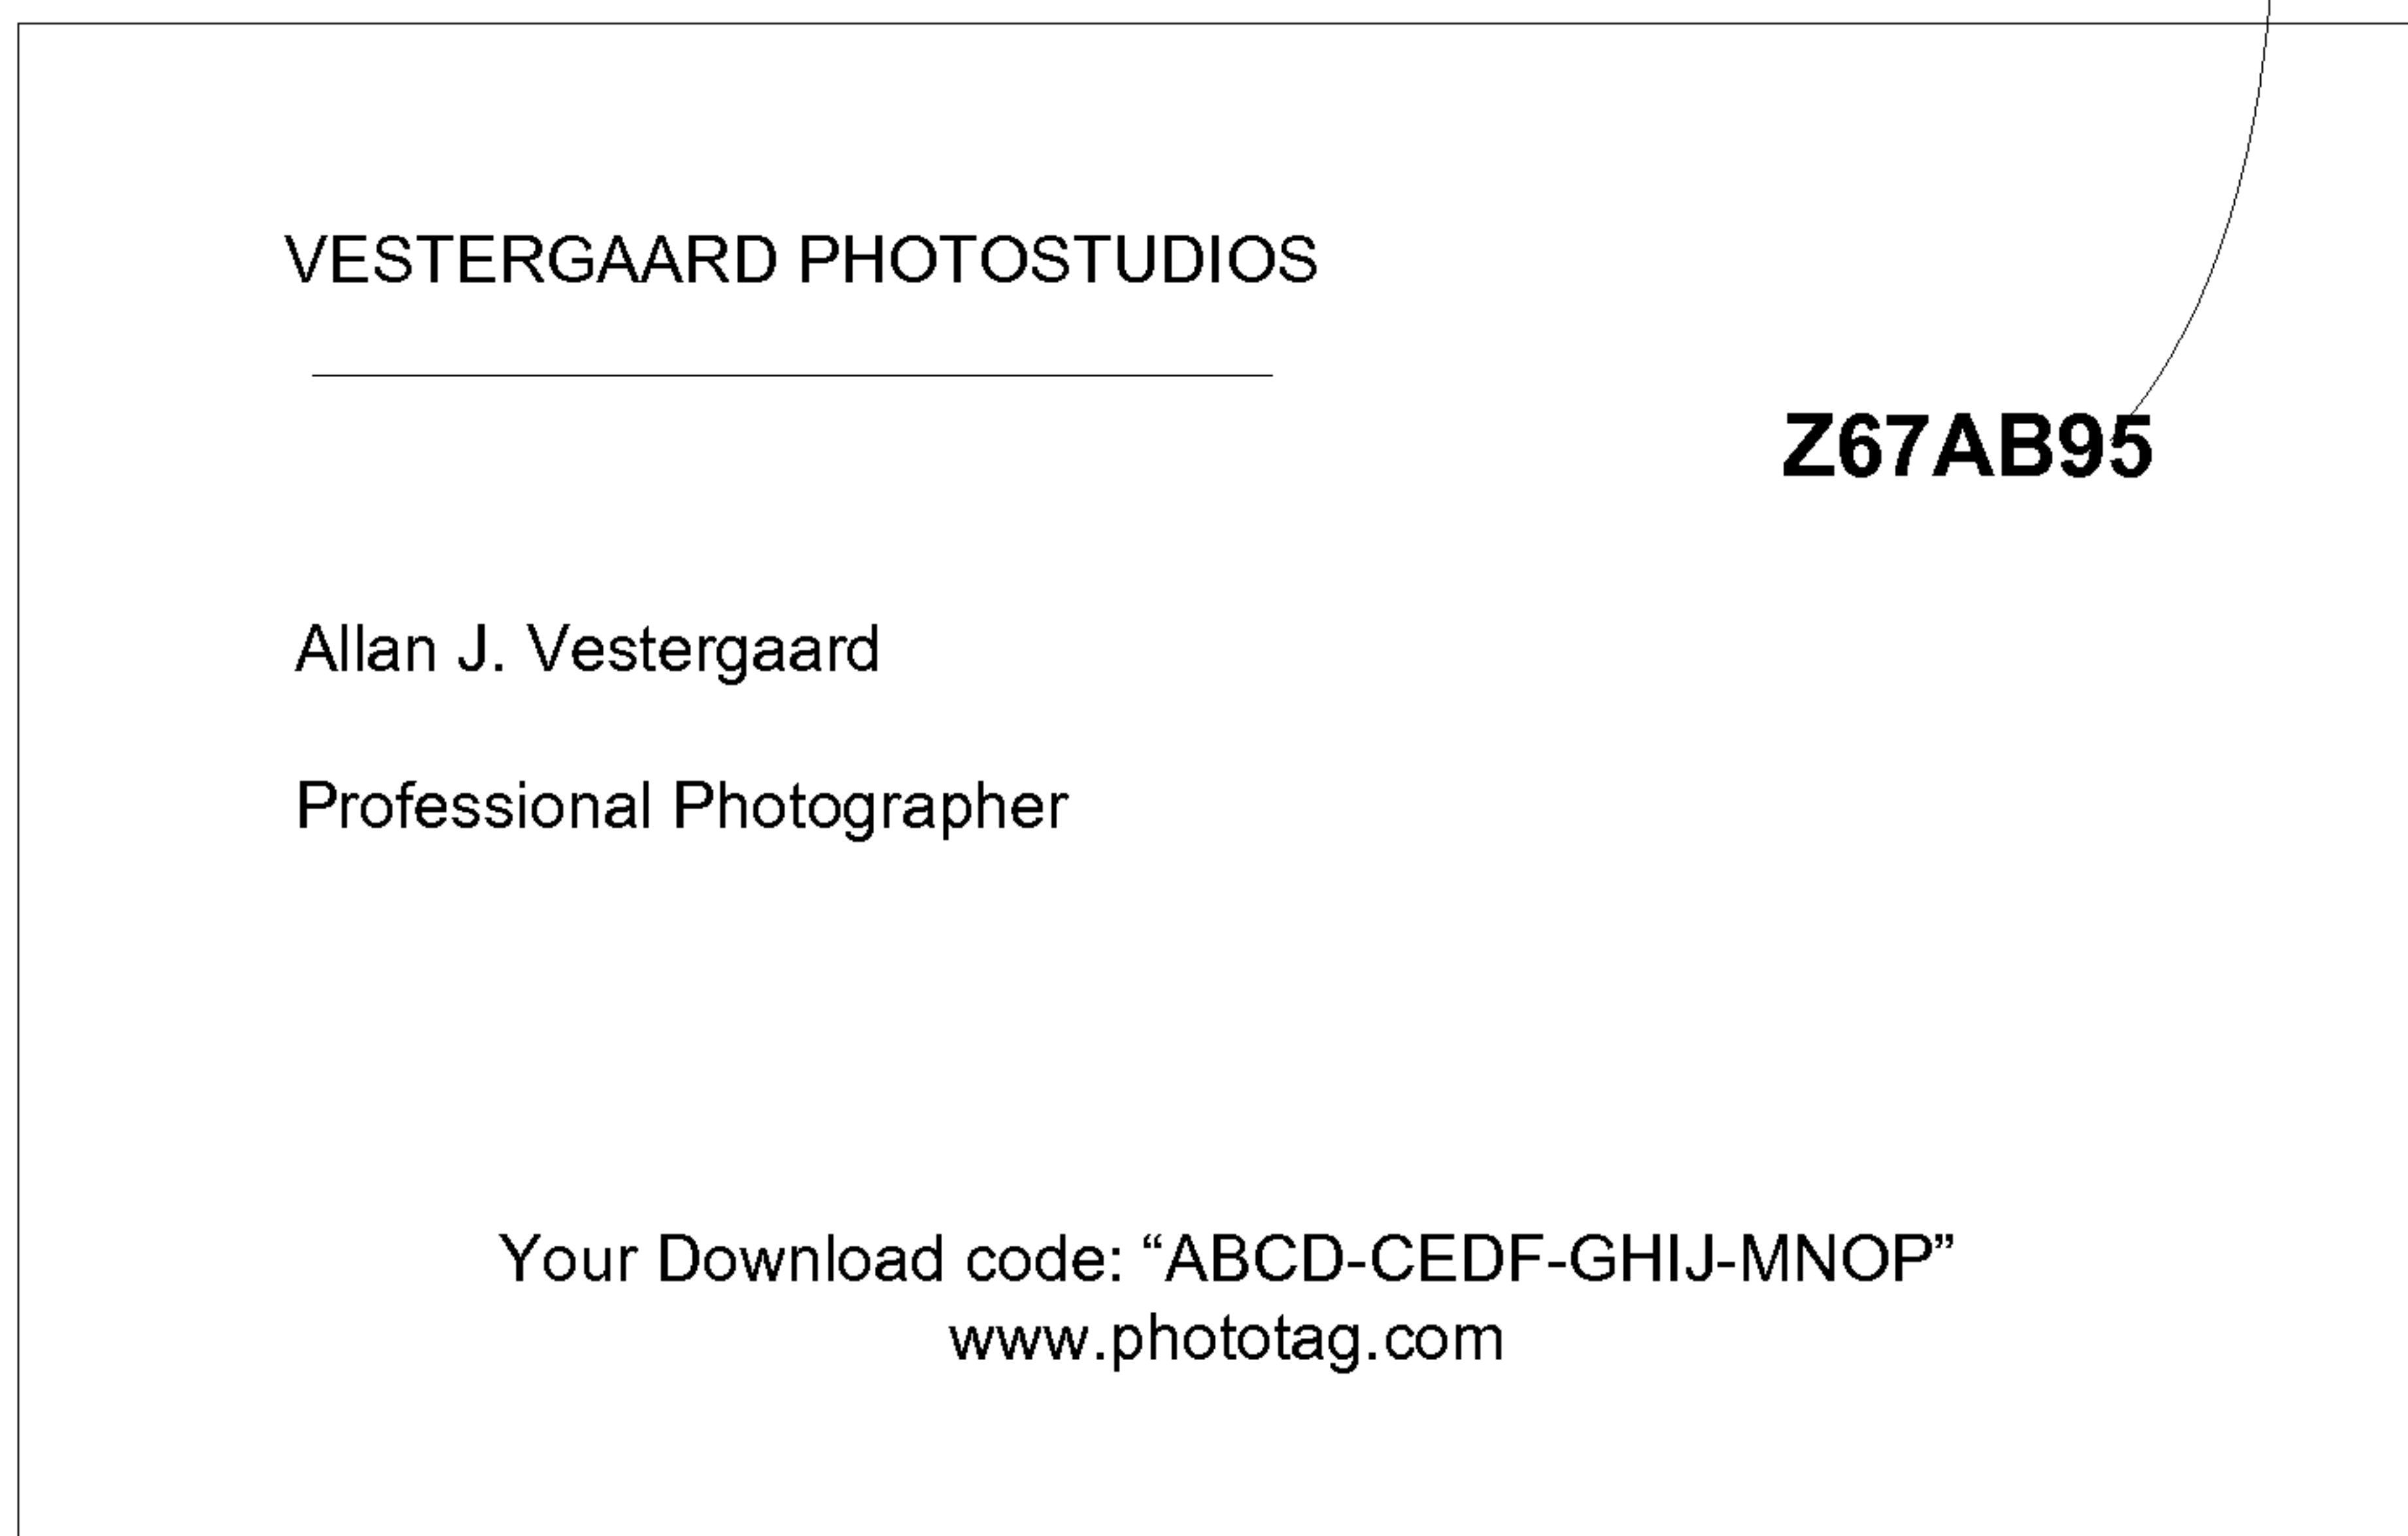 VESTERGAARD PHOTOSTUDIOS
Z67AB95
Allan J. Vestergaard
Professional Photographer
Your Download code: “ABCD-CEDF-GHIJ-MNOP”
www.phototag.com